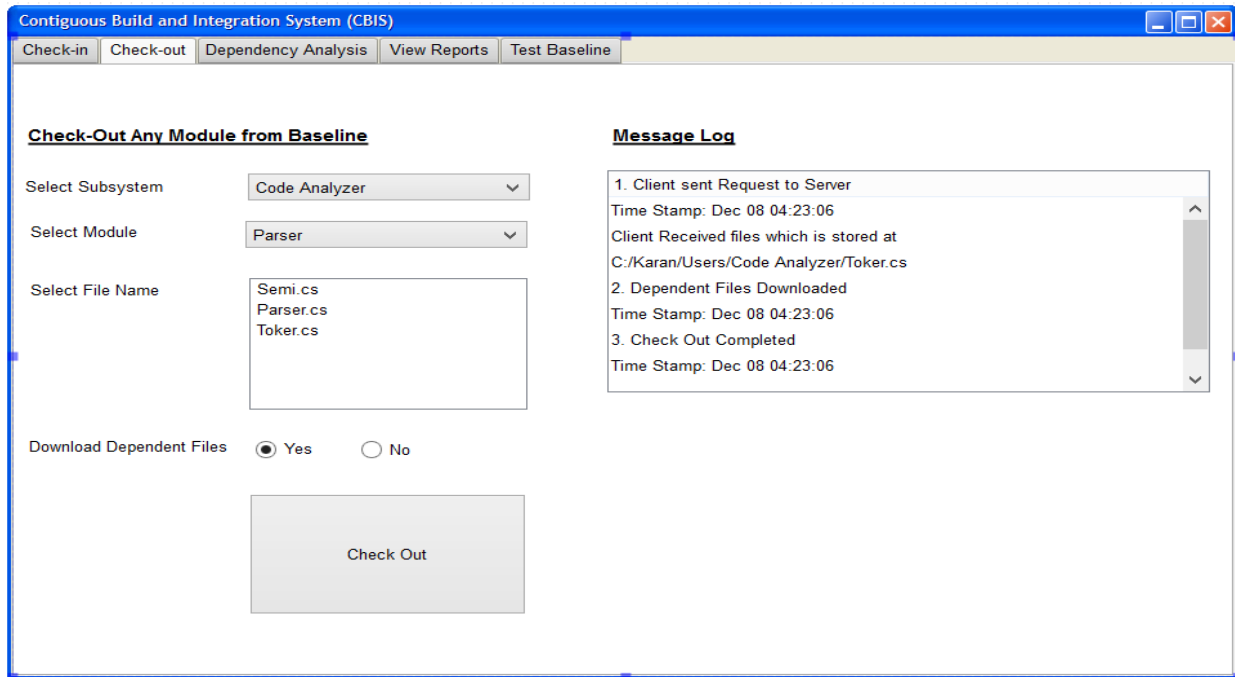 Contiguous Build and Integration System (CBIS)
Check-in Check-out Dependency Analysis View Reports Test Baseline
Check-Out Any Module from Baseline
Select Subsystem Code Analyzer
Select Module Parser
Select File Name
Semi.cs
Parser.cs
Toker.cs
Download Dependent Files Yes No
Check Out
Message Log
1. Client sent Request to Server
Time Stamp: Dec 08 04:23:06
Client Received files which is stored at
C:/Karan/Users/Code Analyzer/Toker.cs
2. Dependent Files Downloaded
Time Stamp: Dec 08 04:23:06
3. Check Out Completed
Time Stamp: Dec 08 04:23:06